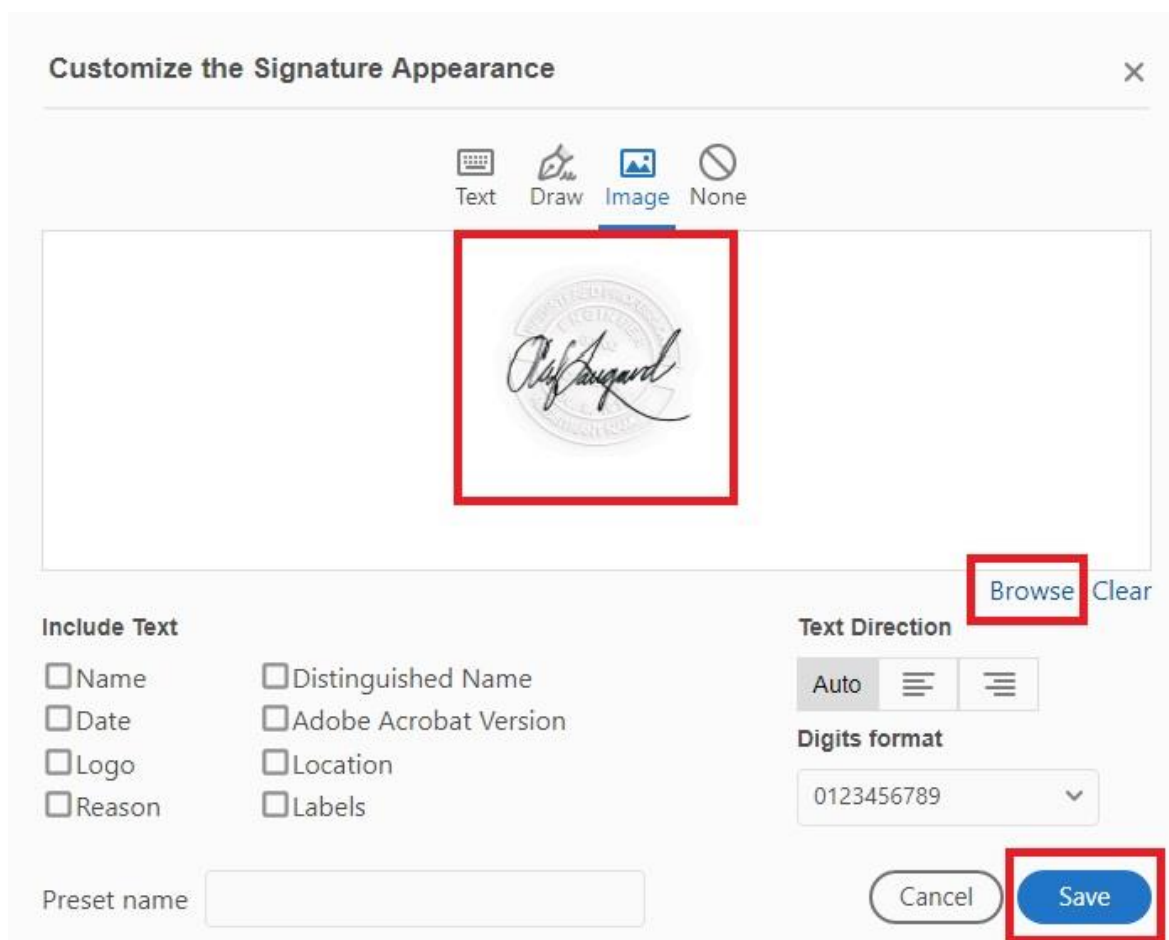 Customize the Signature Appearance
Text Draw Image None
ENGINEER
Browse Clear
Include Text
Text Direction
Name
Distinguished Name
Auto
Date
Adobe Acrobat Version
Digits format
Logo
Location
0123456789
Reason
Labels
Preset name
Cancel
Save